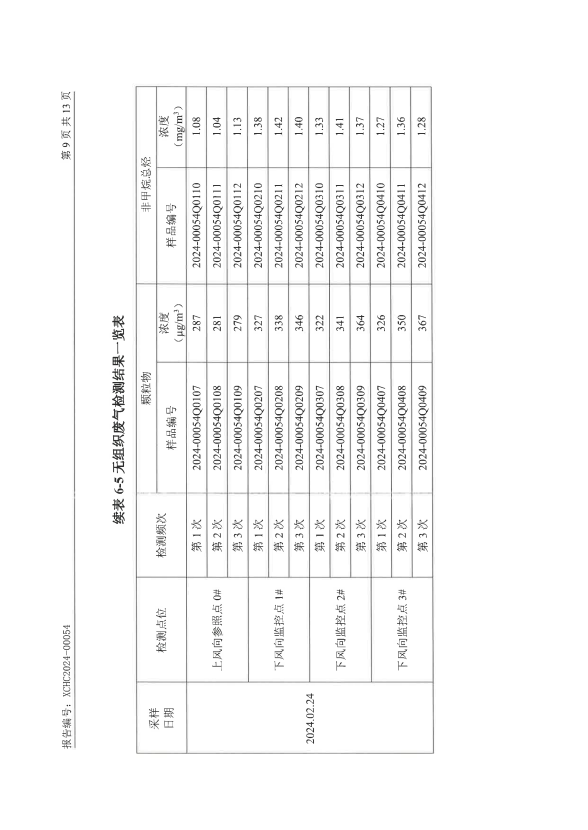 报告编号：XCHC2024-00054 第 9 页 共 13 页
续表 6-5 无组织废气检测结果一览表
采样日期 检测点位 检测频次 颗粒物 非甲烷总烃
样品编号 浓度（μg/m³） 样品编号 浓度（mg/m³）
2024.02.24 上风向参照点 0# 第 1 次 2024-00054Q0107 287 2024-00054Q0110 1.08
第 2 次 2024-00054Q0108 281 2024-00054Q0111 1.04
第 3 次 2024-00054Q0109 279 2024-00054Q0112 1.13
下风向监控点 1# 第 1 次 2024-00054Q0207 327 2024-00054Q0210 1.38
第 2 次 2024-00054Q0208 338 2024-00054Q0211 1.42
第 3 次 2024-00054Q0209 346 2024-00054Q0212 1.40
下风向监控点 2# 第 1 次 2024-00054Q0307 322 2024-00054Q0310 1.33
第 2 次 2024-00054Q0308 341 2024-00054Q0311 1.41
第 3 次 2024-00054Q0309 364 2024-00054Q0312 1.37
下风向监控点 3# 第 1 次 2024-00054Q0407 326 2024-00054Q0410 1.27
第 2 次 2024-00054Q0408 350 2024-00054Q0411 1.36
第 3 次 2024-00054Q0409 367 2024-00054Q0412 1.28